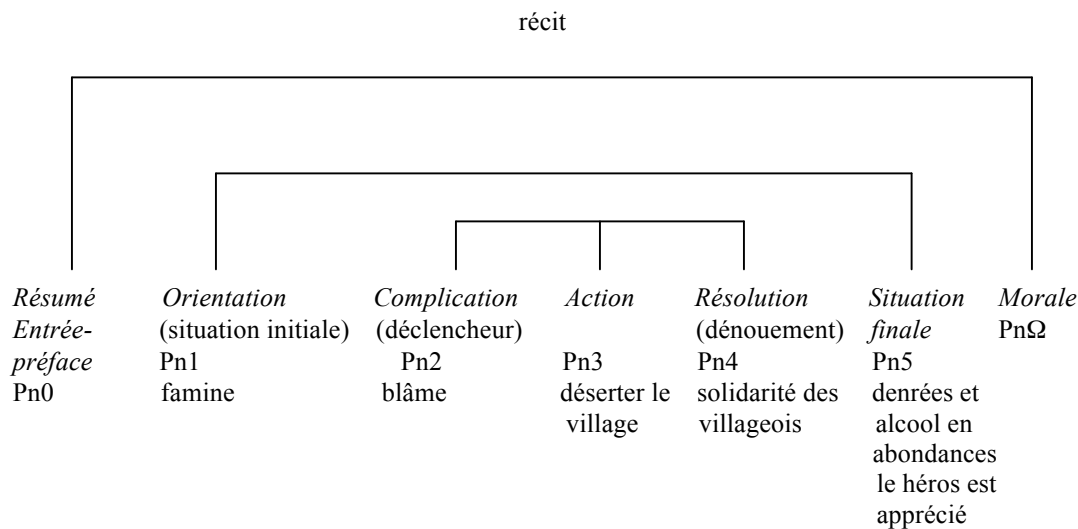 récit
Résumé Orientation Complication Action Résolution Situation Morale
Entrée- (situation initiale) (déclencheur) (dénouement) finale PnΩ
préface Pn1 Pn2 Pn3 Pn4 Pn5
Pn0 famine blâme déserter le solidarité des denrées et
village villageois alcool en
abondances
le héros est
apprécié